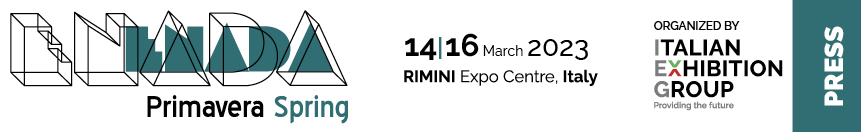 ENADA
Primavera Spring
14|16 March 2023
RIMINI Expo Centre, Italy
ORGANIZED BY
ITALIAN
EXHIBITION
GROUP
Providing the future
PRESS